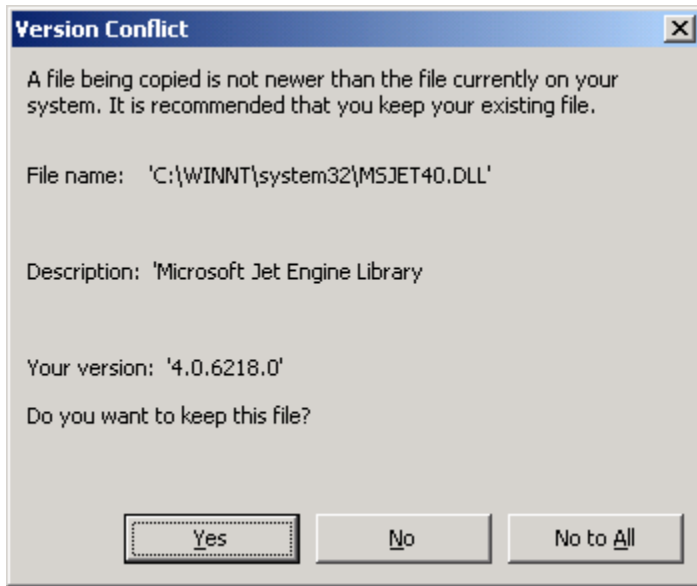 Version Conflict
A file being copied is not newer than the file currently on your
system. It is recommended that you keep your existing file.
File name: 'C:\WINNT\system32\MSJET40.DLL'
Description: 'Microsoft Jet Engine Library
Your version: '4.0.6218.0'
Do you want to keep this file?
Yes No No to All